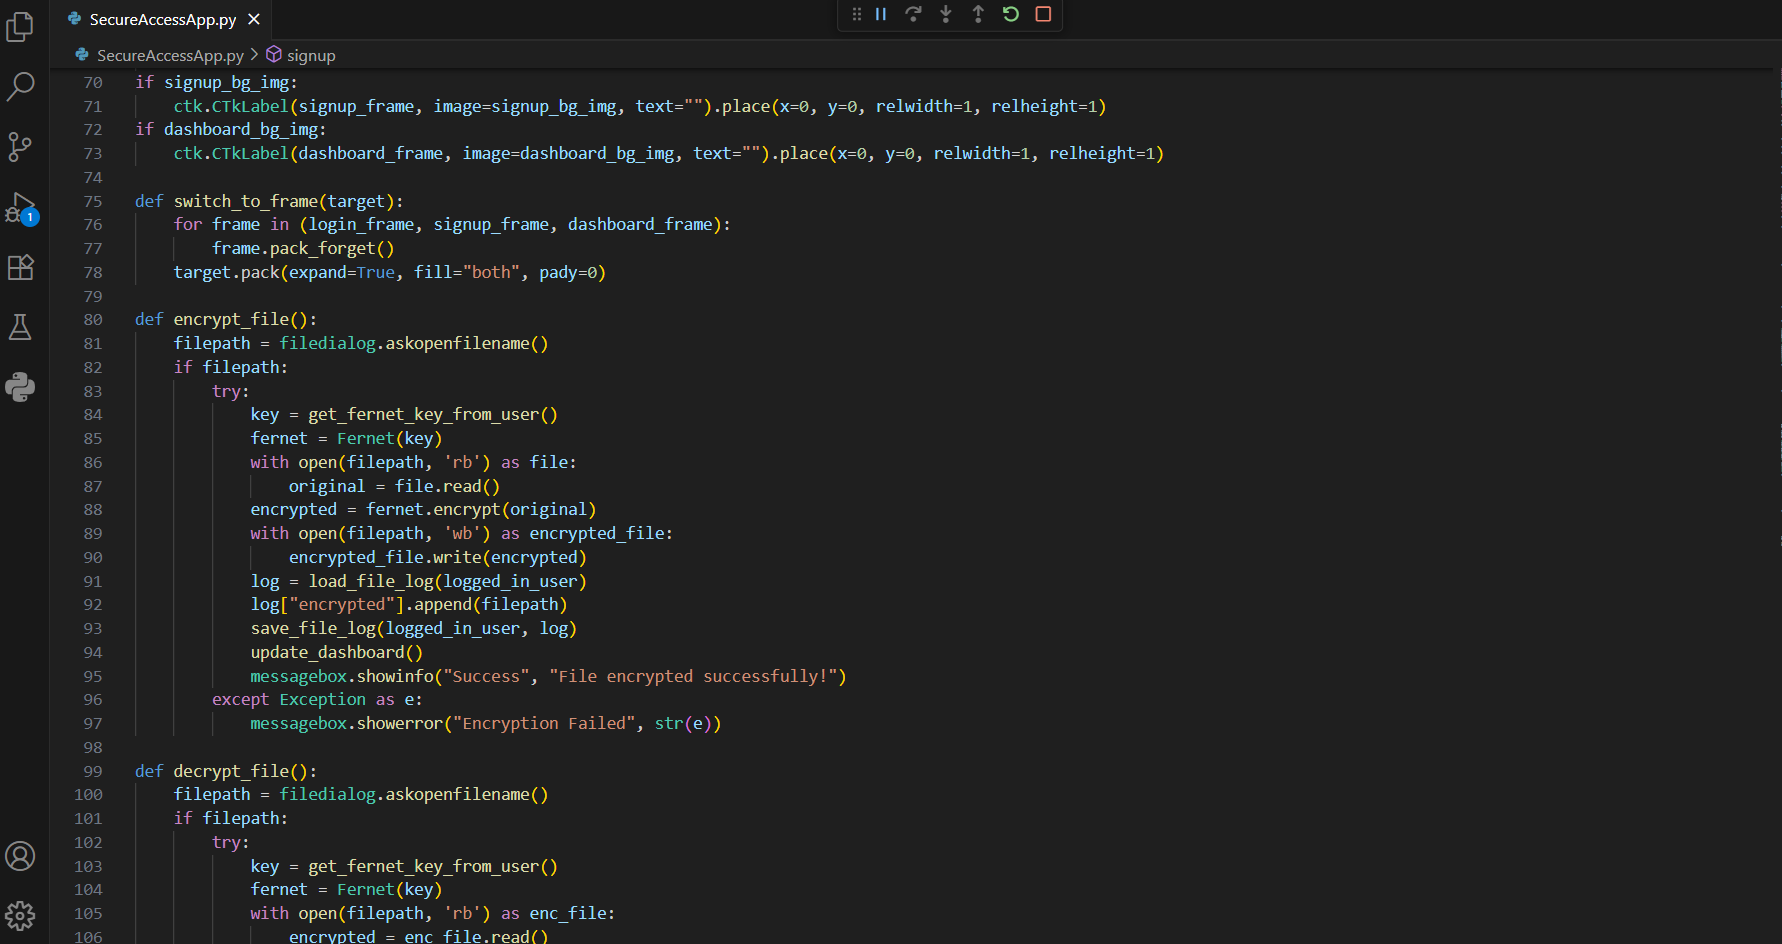 SecureAccessApp.py
SecureAccessApp.py > signup
70 if signup_bg_img:
71     ctk.CTkLabel(signup_frame, image=signup_bg_img, text="").place(x=0, y=0, relwidth=1, relheight=1)
72 if dashboard_bg_img:
73     ctk.CTkLabel(dashboard_frame, image=dashboard_bg_img, text="").place(x=0, y=0, relwidth=1, relheight=1)
74
75 def switch_to_frame(target):
76     for frame in (login_frame, signup_frame, dashboard_frame):
77         frame.pack_forget()
78     target.pack(expand=True, fill="both", pady=0)
79
80 def encrypt_file():
81     filepath = filedialog.askopenfilename()
82     if filepath:
83         try:
84             key = get_fernet_key_from_user()
85             fernet = Fernet(key)
86             with open(filepath, 'rb') as file:
87                 original = file.read()
88             encrypted = fernet.encrypt(original)
89             with open(filepath, 'wb') as encrypted_file:
90                 encrypted_file.write(encrypted)
91             log = load_file_log(logged_in_user)
92             log["encrypted"].append(filepath)
93             save_file_log(logged_in_user, log)
94             update_dashboard()
95             messagebox.showinfo("Success", "File encrypted successfully!")
96         except Exception as e:
97             messagebox.showerror("Encryption Failed", str(e))
98
99 def decrypt_file():
100     filepath = filedialog.askopenfilename()
101     if filepath:
102         try:
103             key = get_fernet_key_from_user()
104             fernet = Fernet(key)
105             with open(filepath, 'rb') as enc_file:
106                 encrypted = enc_file.read()
1